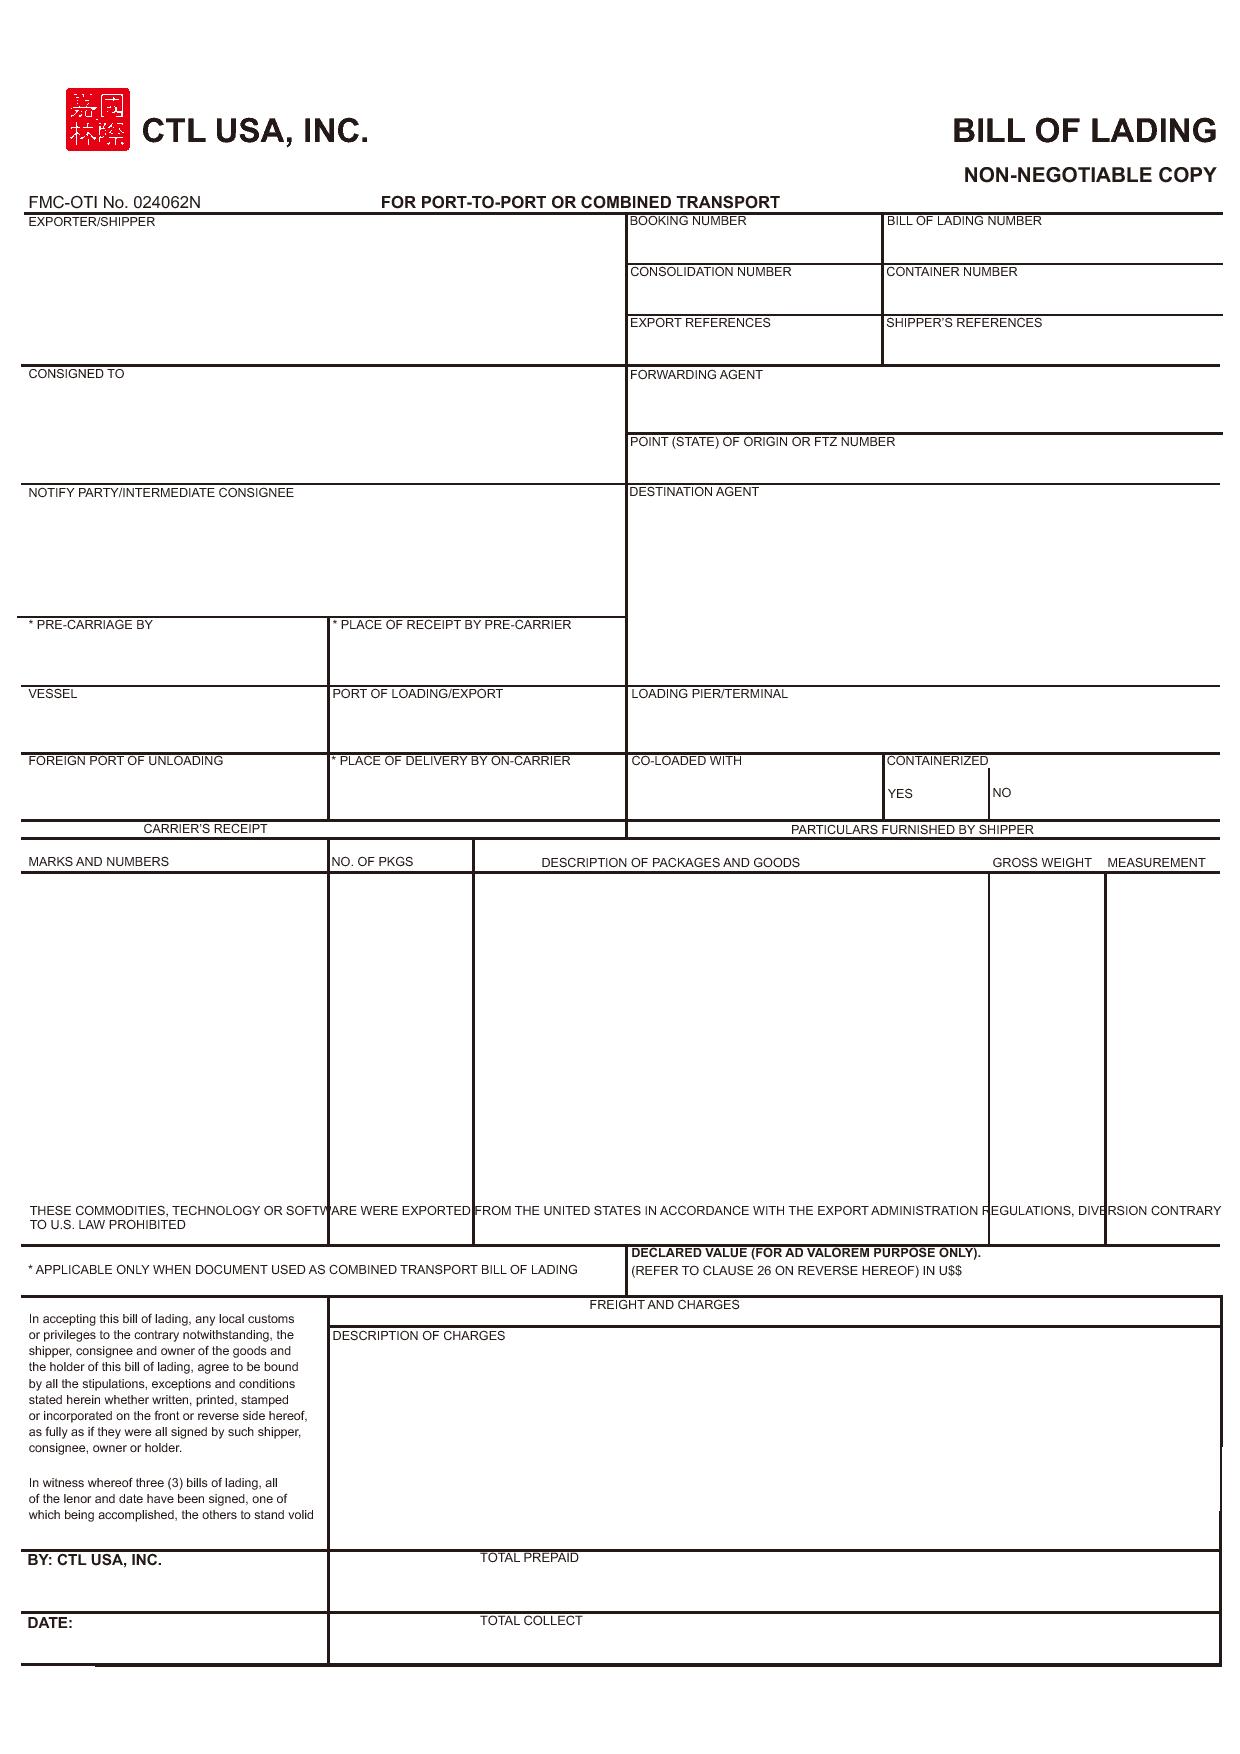 嘉國
林際
CTL USA, INC.
BILL OF LADING
NON-NEGOTIABLE COPY
FMC-OTI No. 024062N
FOR PORT-TO-PORT OR COMBINED TRANSPORT
EXPORTER/SHIPPER
BOOKING NUMBER
BILL OF LADING NUMBER
CONSOLIDATION NUMBER
CONTAINER NUMBER
EXPORT REFERENCES
SHIPPER'S REFERENCES
CONSIGNED TO
FORWARDING AGENT
POINT (STATE) OF ORIGIN OR FTZ NUMBER
NOTIFY PARTY/INTERMEDIATE CONSIGNEE
DESTINATION AGENT
* PRE-CARRIAGE BY
* PLACE OF RECEIPT BY PRE-CARRIER
VESSEL
PORT OF LOADING/EXPORT
LOADING PIER/TERMINAL
FOREIGN PORT OF UNLOADING
* PLACE OF DELIVERY BY ON-CARRIER
CO-LOADED WITH
CONTAINERIZED
YES
NO
CARRIER'S RECEIPT
PARTICULARS FURNISHED BY SHIPPER
MARKS AND NUMBERS
NO. OF PKGS
DESCRIPTION OF PACKAGES AND GOODS
GROSS WEIGHT
MEASUREMENT
THESE COMMODITIES, TECHNOLOGY OR SOFTWARE WERE EXPORTED FROM THE UNITED STATES IN ACCORDANCE WITH THE EXPORT ADMINISTRATION REGULATIONS, DIVERSION CONTRARY
TO U.S. LAW PROHIBITED
* APPLICABLE ONLY WHEN DOCUMENT USED AS COMBINED TRANSPORT BILL OF LADING
DECLARED VALUE (FOR AD VALOREM PURPOSE ONLY).
(REFER TO CLAUSE 26 ON REVERSE HEREOF) IN U$$
In accepting this bill of lading, any local customs
or privileges to the contrary notwithstanding, the
shipper, consignee and owner of the goods and
the holder of this bill of lading, agree to be bound
by all the stipulations, exceptions and conditions
stated herein whether written, printed, stamped
or incorporated on the front or reverse side hereof,
as fully as if they were all signed by such shipper,
consignee, owner or holder.
In witness whereof three (3) bills of lading, all
of the lenor and date have been signed, one of
which being accomplished, the others to stand volid
FREIGHT AND CHARGES
DESCRIPTION OF CHARGES
BY: CTL USA, INC.
TOTAL PREPAID
DATE:
TOTAL COLLECT